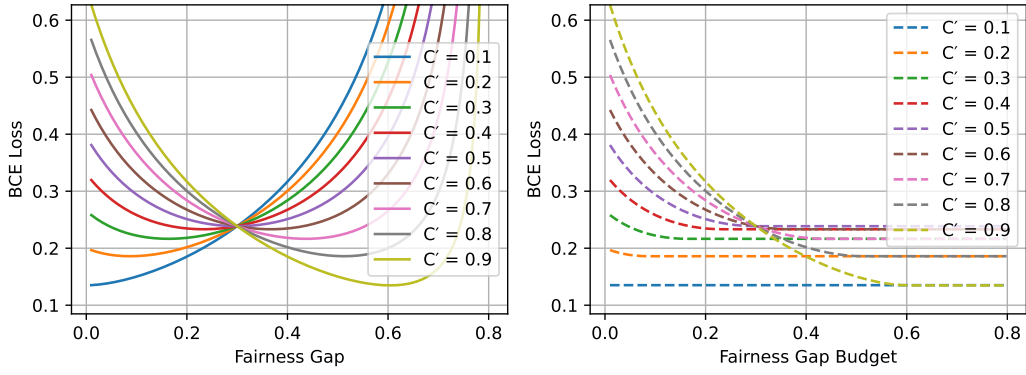 BCE Loss
0.6
0.5
0.4
0.3
0.2
0.1
0.0 0.2 0.4 0.6 0.8
Fairness Gap
C′ = 0.1
C′ = 0.2
C′ = 0.3
C′ = 0.4
C′ = 0.5
C′ = 0.6
C′ = 0.7
C′ = 0.8
C′ = 0.9
BCE Loss
0.6
0.5
0.4
0.3
0.2
0.1
0.0 0.2 0.4 0.6 0.8
Fairness Gap Budget
C′ = 0.1
C′ = 0.2
C′ = 0.3
C′ = 0.4
C′ = 0.5
C′ = 0.6
C′ = 0.7
C′ = 0.8
C′ = 0.9